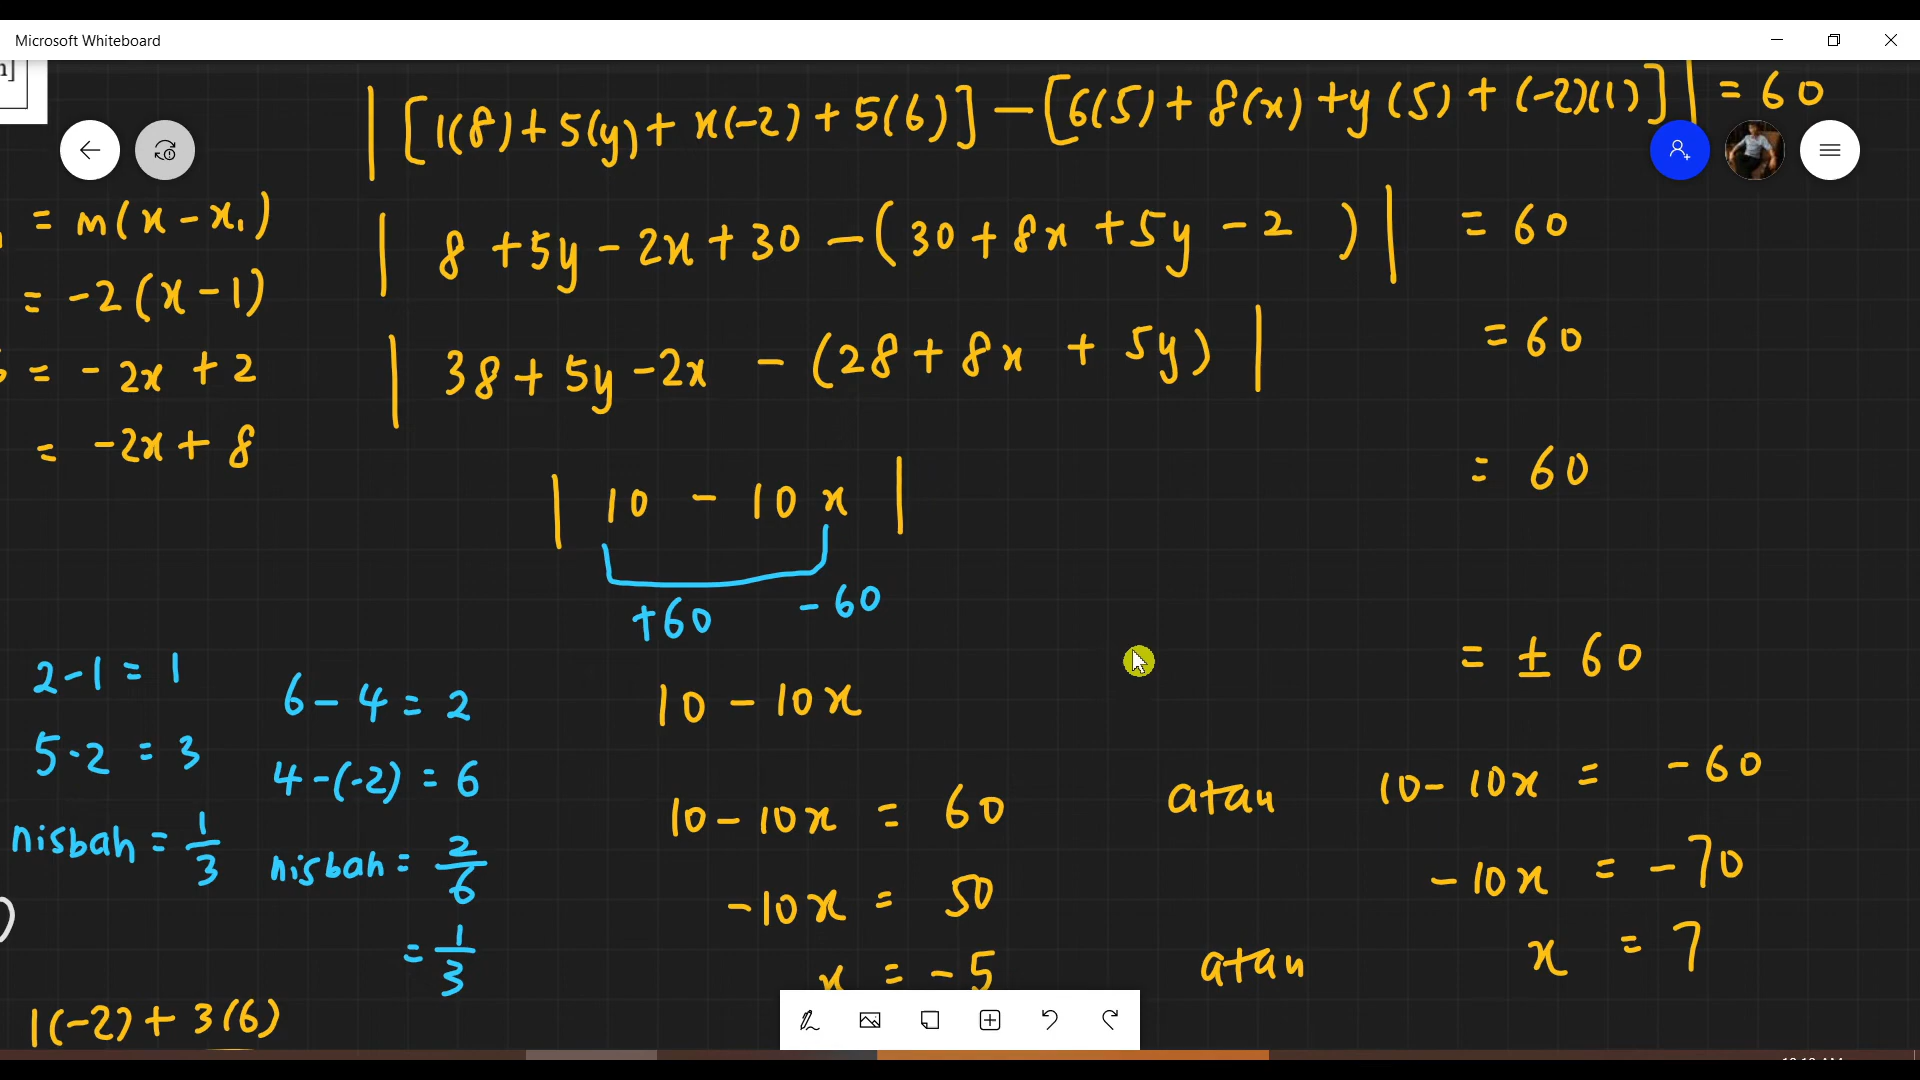 Microsoft Whiteboard
n]
| [1(8) + 5(y) + x(-2) + 5(6)] - [6(5) + 8(x) + y(5) + (-2)(1)] | = 60
= m(x - x₁)
| 8 + 5y - 2x + 30 - (30 + 8x + 5y - 2 ) | = 60
= -2(x - 1)
| 38 + 5y - 2x - (28 + 8x + 5y) | = 60
= -2x + 2
= -2x + 8
| 10 - 10x | = 60
+60 -60
2-1 = 1
5-2 = 3
nisbah = 1/3
6-4 = 2
4-(-2) = 6
nisbah = 2/6
= 1/3
10 - 10x = ± 60
10 - 10x = 60 atau 10 - 10x = -60
-10x = 50 -10x = -70
x = -5 atau x = 7
1(-2) + 3(6)